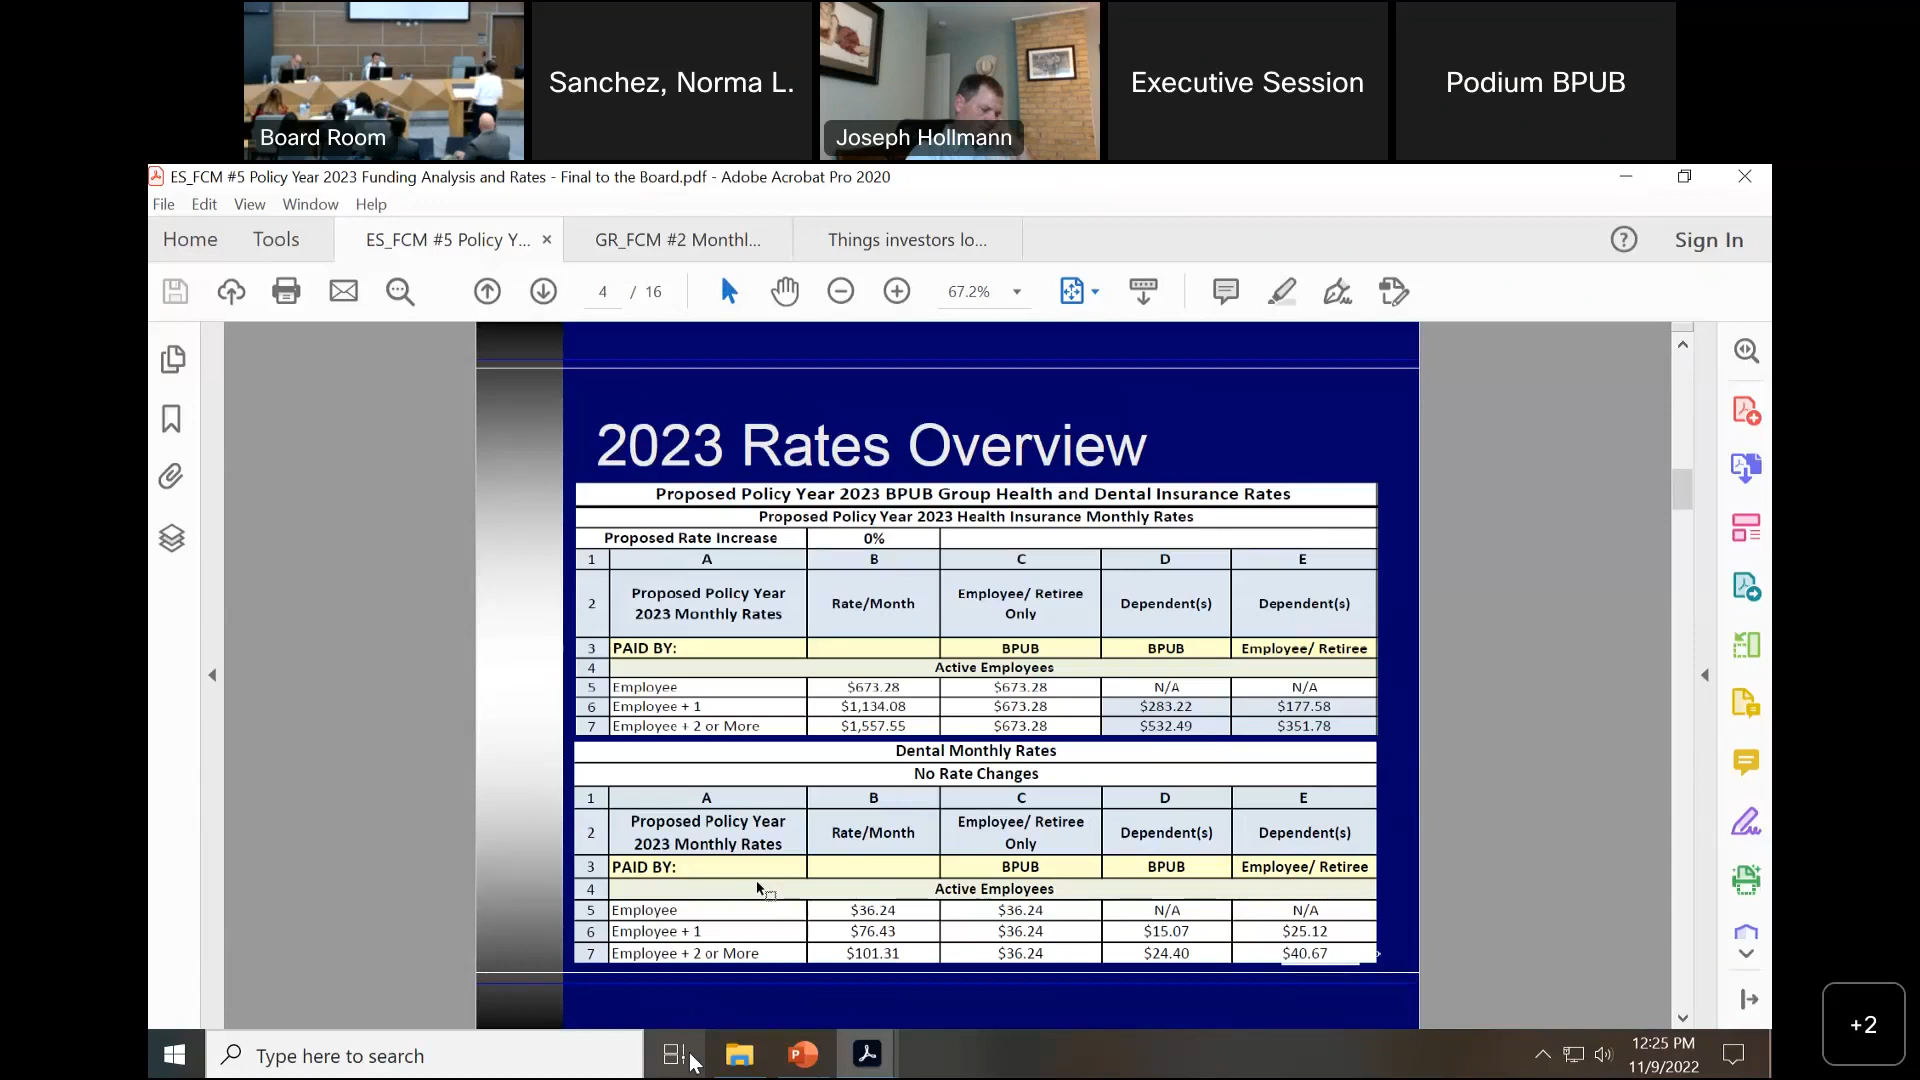 Board Room
Sanchez, Norma L.
Joseph Hollmann
Executive Session
Podium BPUB
ES_FCM #5 Policy Year 2023 Funding Analysis and Rates - Final to the Board.pdf - Adobe Acrobat Pro 2020
File Edit View Window Help
Home Tools ES_FCM #5 Policy Y... × GR_FCM #2 Monthl... Things investors lo... ? Sign In
4 / 16 67.2%
2023 Rates Overview
Proposed Policy Year 2023 BPUB Group Health and Dental Insurance Rates
Proposed Policy Year 2023 Health Insurance Monthly Rates
Proposed Rate Increase 0%
1 A B C D E
2 Proposed Policy Year 2023 Monthly Rates Rate/Month Employee/ Retiree Only Dependent(s) Dependent(s)
3 PAID BY: BPUB BPUB Employee/ Retiree
4 Active Employees
5 Employee $673.28 $673.28 N/A N/A
6 Employee + 1 $1,134.08 $673.28 $283.22 $177.58
7 Employee + 2 or More $1,557.55 $673.28 $532.49 $351.78
Dental Monthly Rates
No Rate Changes
1 A B C D E
2 Proposed Policy Year 2023 Monthly Rates Rate/Month Employee/ Retiree Only Dependent(s) Dependent(s)
3 PAID BY: BPUB BPUB Employee/ Retiree
4 Active Employees
5 Employee $36.24 $36.24 N/A N/A
6 Employee + 1 $76.43 $36.24 $15.07 $25.12
7 Employee + 2 or More $101.31 $36.24 $24.40 $40.67
Type here to search
12:25 PM
11/9/2022
+2